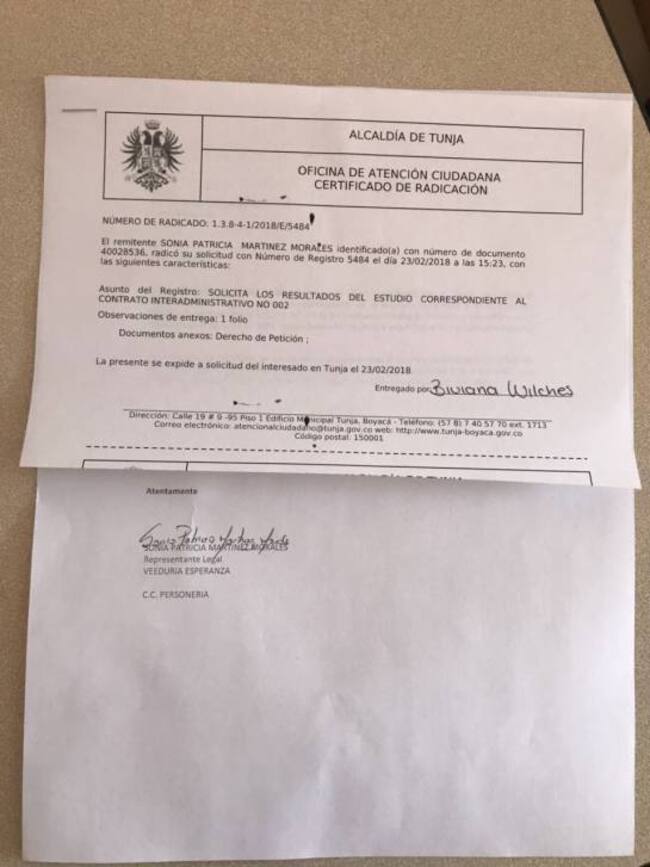 ALCALDÍA DE TUNJA
OFICINA DE ATENCIÓN CIUDADANA
CERTIFICADO DE RADICACIÓN
NÚMERO DE RADICADO: 1.3.8-4-1/2018/E/5484
El remitente SONIA PATRICIA MARTINEZ MORALES identificado(a) con número de documento
40028536, radicó su solicitud con Número de Registro 5484 el día 23/02/2018 a las 15:23, con
las siguientes características:
Asunto del Registro: SOLICITA LOS RESULTADOS DEL ESTUDIO CORRESPONDIENTE AL
CONTRATO INTERADMINISTRATIVO NO 002
Observaciones de entrega: 1 folio
Documentos anexos: Derecho de Petición ;
La presente se expide a solicitud del interesado en Tunja el 23/02/2018
Entregado por: Biviana Wilches
Dirección: Calle 19 # 9 -95 Piso 1 Edificio Municipal Tunja, Boyacá - Teléfono: (57 8) 7 40 57 70 ext. 1713
Correo electrónico: atencionalciudadano@tunja.gov.co web: http://www.tunja-boyaca.gov.co
Código postal: 150001
Atentamente
SONIA PATRICIA MARTINEZ MORALES
Representante Legal
VEEDURIA ESPERANZA
C.C. PERSONERIA